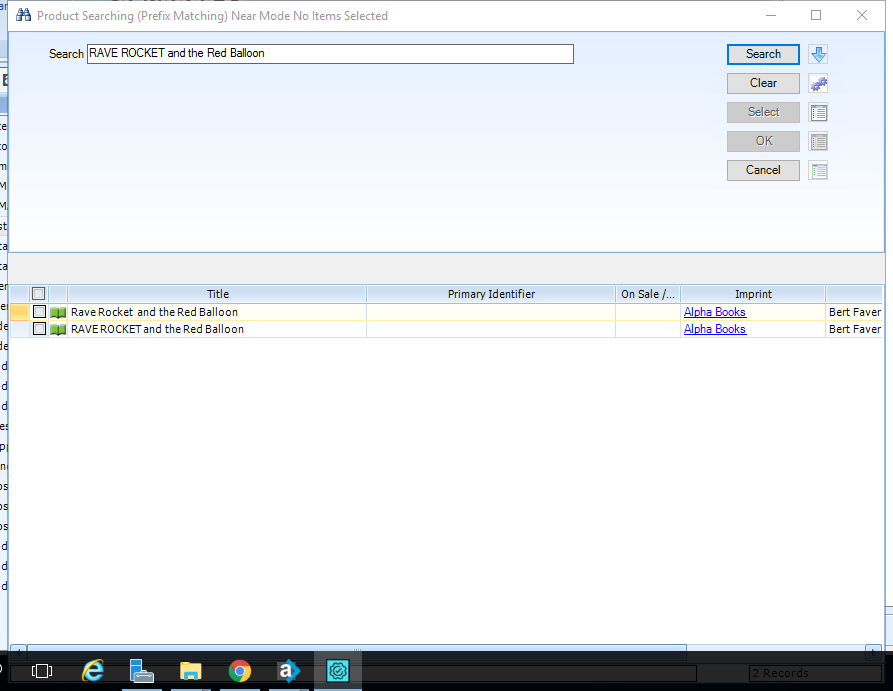 Product Searching (Prefix Matching) Near Mode No Items Selected
Search RAVE ROCKET and the Red Balloon
Search
Clear
Select
OK
Cancel
Title Primary Identifier On Sale /... Imprint
Rave Rocket and the Red Balloon Alpha Books Bert Faver
RAVE ROCKET and the Red Balloon Alpha Books Bert Faver
2 Records